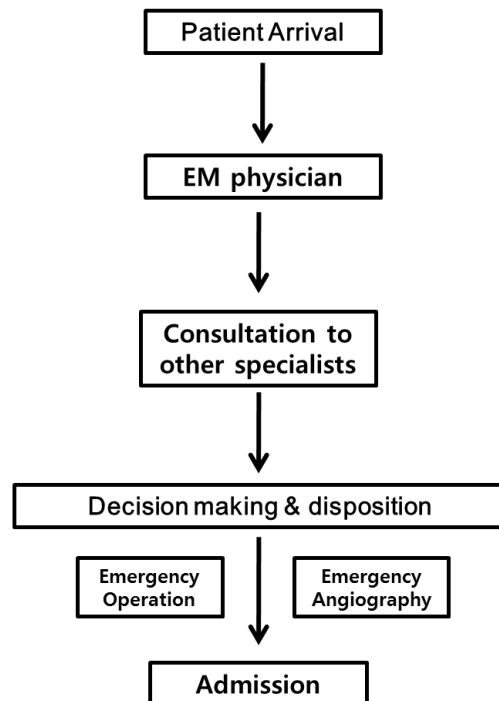 Patient Arrival
EM physician
Consultation to
other specialists
Decision making & disposition
Emergency
Operation
Emergency
Angiography
Admission